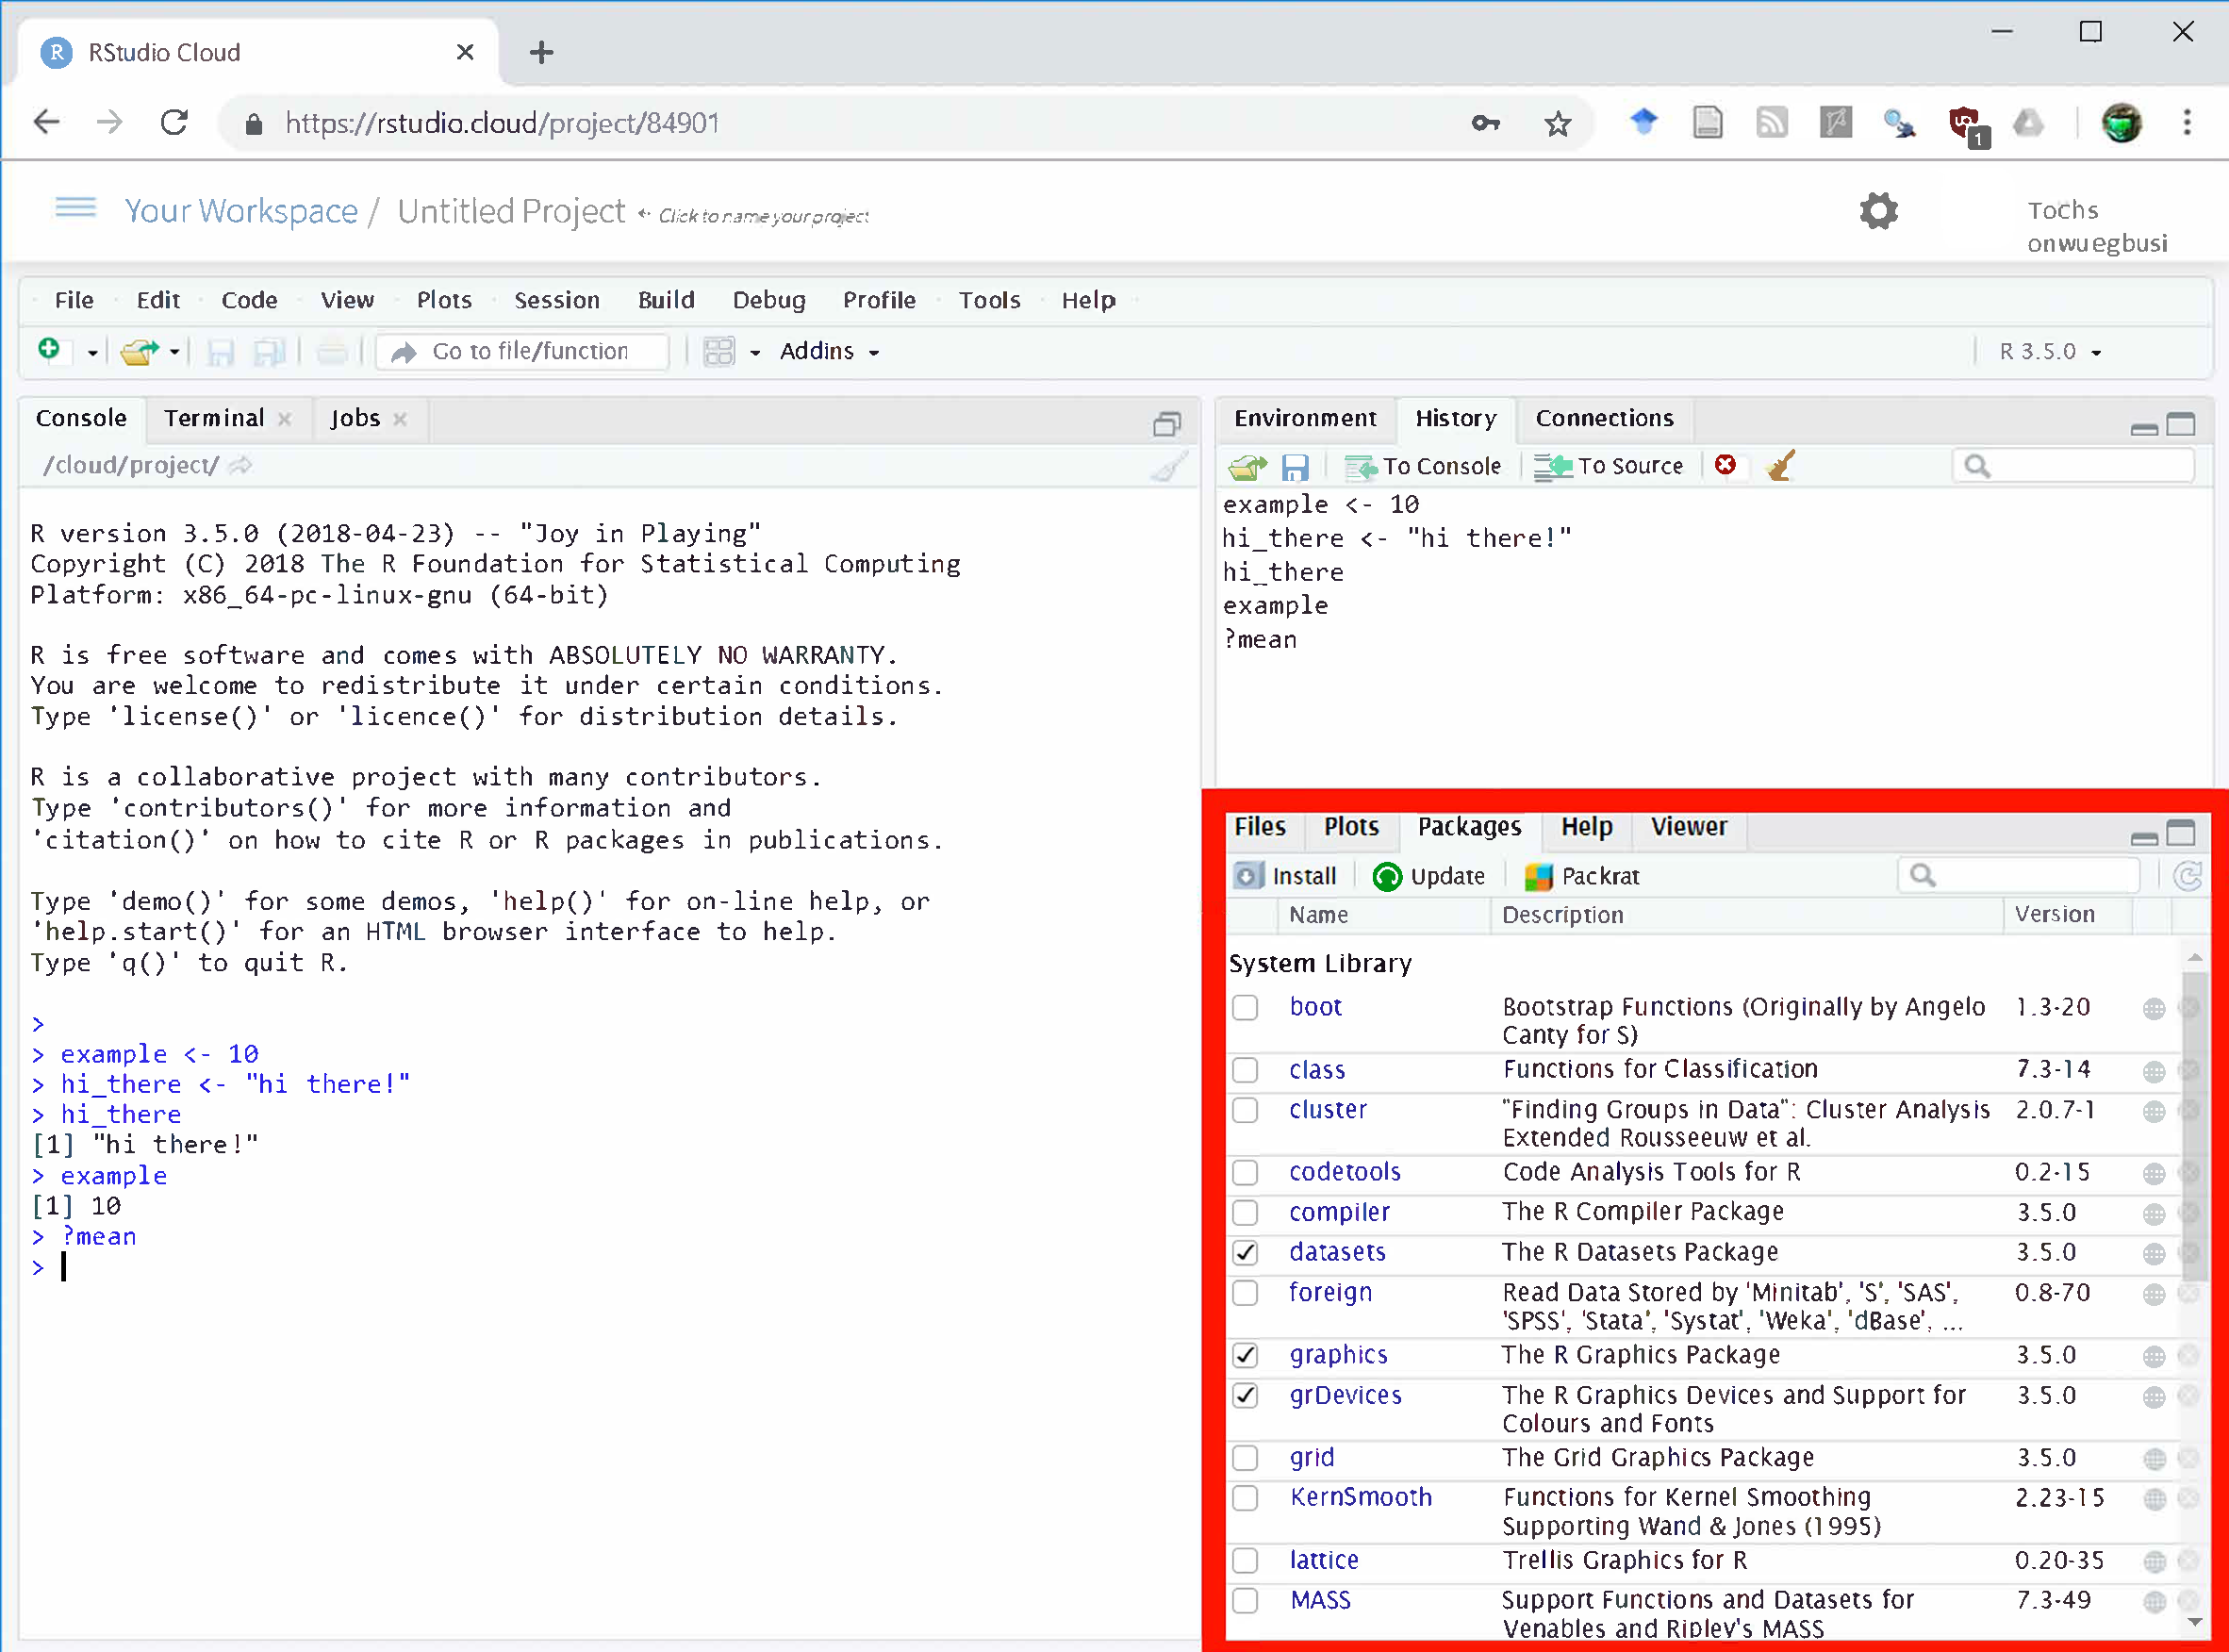 RStudio Cloud
https://rstudio.cloud/project/84901
1
Your Workspace / Untitled Project Click to name your project
Tochs
onwuegbusi
File Edit Code View Plots Session Build Debug Profile Tools Help
Go to file/function Addins R 3.5.0
Console Terminal Jobs
/cloud/project/
R version 3.5.0 (2018-04-23) -- "Joy in Playing"
Copyright (C) 2018 The R Foundation for Statistical Computing
Platform: x86_64-pc-linux-gnu (64-bit)
R is free software and comes with ABSOLUTELY NO WARRANTY.
You are welcome to redistribute it under certain conditions.
Type 'license()' or 'licence()' for distribution details.
R is a collaborative project with many contributors.
Type 'contributors()' for more information and
'citation()' on how to cite R or R packages in publications.
Type 'demo()' for some demos, 'help()' for on-line help, or
'help.start()' for an HTML browser interface to help.
Type 'q()' to quit R.
>
> example <- 10
> hi_there <- "hi there!"
> hi_there
[1] "hi there!"
> example
[1] 10
> ?mean
>
Environment History Connections
To Console To Source
example <- 10
hi_there <- "hi there!"
hi_there
example
?mean
Files Plots Packages Help Viewer
Install Update Packrat
Name Description Version
System Library
boot Bootstrap Functions (Originally by Angelo 1.3-20
Canty for S)
class Functions for Classification 7.3-14
cluster "Finding Groups in Data": Cluster Analysis 2.0.7-1
Extended Rousseeuw et al.
codetools Code Analysis Tools for R 0.2-15
compiler The R Compiler Package 3.5.0
datasets The R Datasets Package 3.5.0
foreign Read Data Stored by 'Minitab', 'S', 'SAS', 0.8-70
'SPSS', 'Stata', 'Systat', 'Weka', 'dBase', ...
graphics The R Graphics Package 3.5.0
grDevices The R Graphics Devices and Support for 3.5.0
Colours and Fonts
grid The Grid Graphics Package 3.5.0
KernSmooth Functions for Kernel Smoothing 2.23-15
Supporting Wand & Jones (1995)
lattice Trellis Graphics for R 0.20-35
MASS Support Functions and Datasets for 7.3-49
Venables and Ripley's MASS